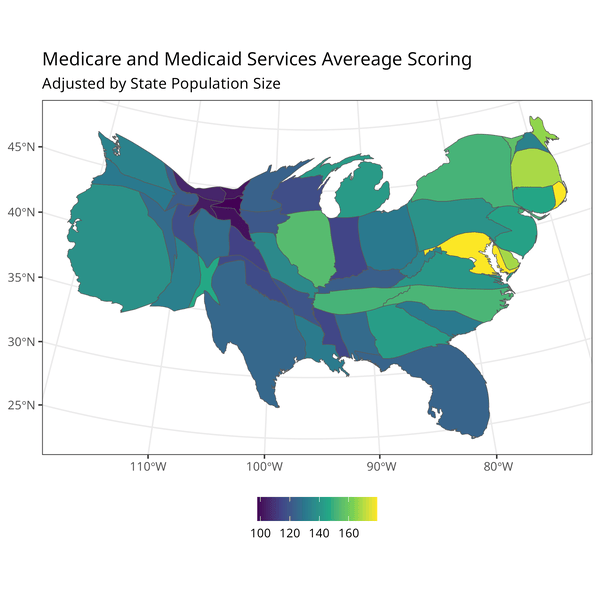 Medicare and Medicaid Services Avereage Scoring
Adjusted by State Population Size
45°N
40°N
35°N
30°N
25°N
110°W 100°W 90°W 80°W
100 120 140 160